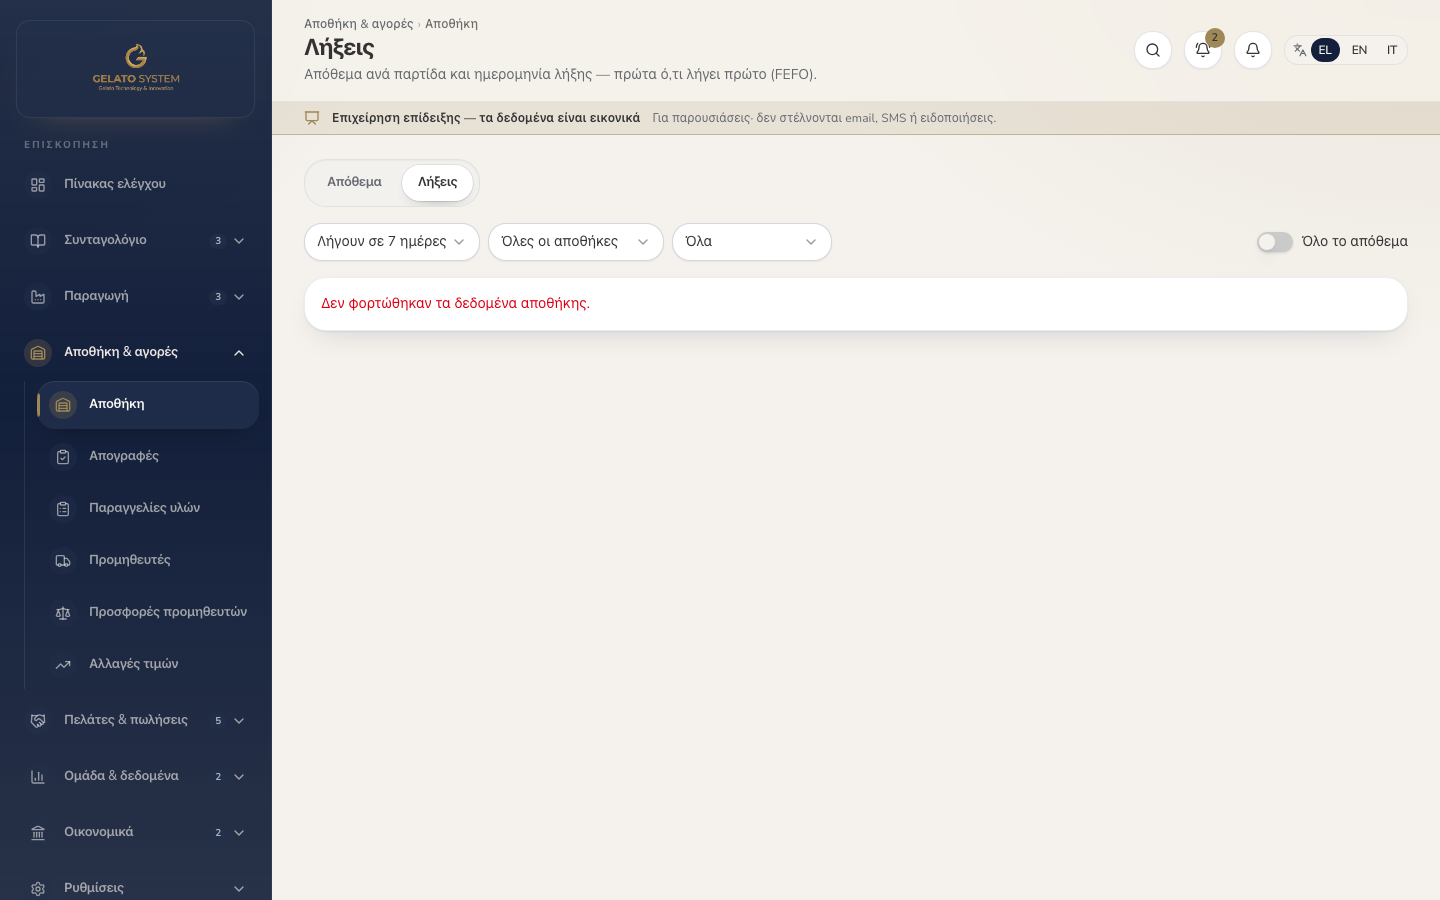 GELATO SYSTEM
Gelato Technology & Innovation
ΕΠΙΣΚΟΠΗΣΗ
Πίνακας ελέγχου
Συνταγολόγιο 3
Παραγωγή 3
Αποθήκη & αγορές
Αποθήκη
Απογραφές
Παραγγελίες υλών
Προμηθευτές
Προσφορές προμηθευτών
Αλλαγές τιμών
Πελάτες & πωλήσεις 5
Ομάδα & δεδομένα 2
Οικονομικά 2
Ρυθμίσεις
Αποθήκη & αγορές › Αποθήκη
Λήξεις
Απόθεμα ανά παρτίδα και ημερομηνία λήξης — πρώτα ό,τι λήγει πρώτο (FEFO).
2
EL EN IT
Επιχείρηση επίδειξης — τα δεδομένα είναι εικονικά Για παρουσιάσεις· δεν στέλνονται email, SMS ή ειδοποιήσεις.
Απόθεμα Λήξεις
Λήγουν σε 7 ημέρες Όλες οι αποθήκες Όλα Όλο το απόθεμα
Δεν φορτώθηκαν τα δεδομένα αποθήκης.